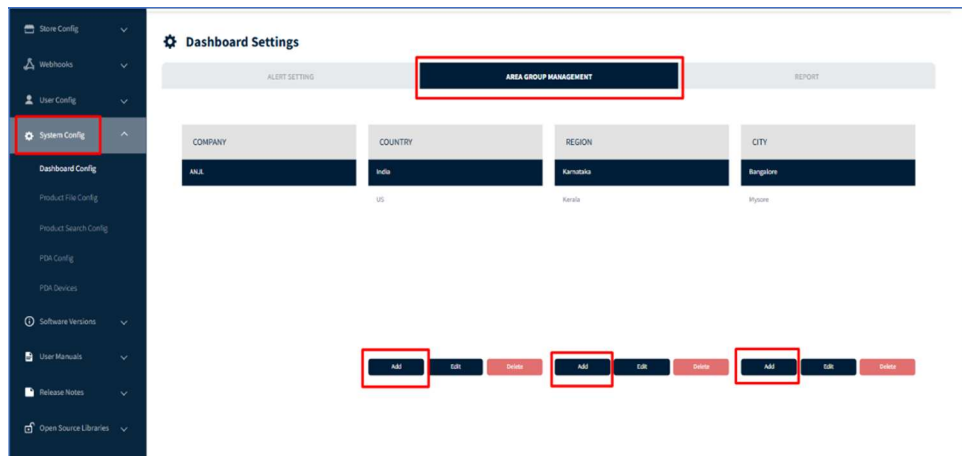 Store Config
Webhooks
User Config
System Config
Dashboard Config
Product File Config
Product Search Config
PDA Config
PDA Devices
Software Versions
User Manuals
Release Notes
Open Source Libraries
Dashboard Settings
ALERT SETTING AREA GROUP MANAGEMENT REPORT
COMPANY COUNTRY REGION CITY
ANJL India Karnataka Bangalore
US Kerala Mysore
Add Edit Delete Add Edit Delete Add Edit Delete